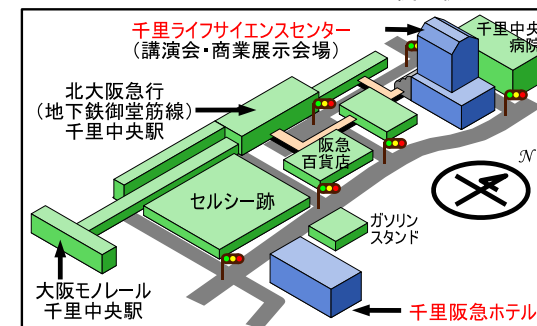 千里ライフサイエンスセンター
(講演会・商業展示会場)
千里中央
病院
北大阪急行
(地下鉄御堂筋線)
千里中央駅
阪急
百貨店
セルシー跡
N
ガソリン
スタンド
大阪モノレール
千里中央駅
千里阪急ホテル